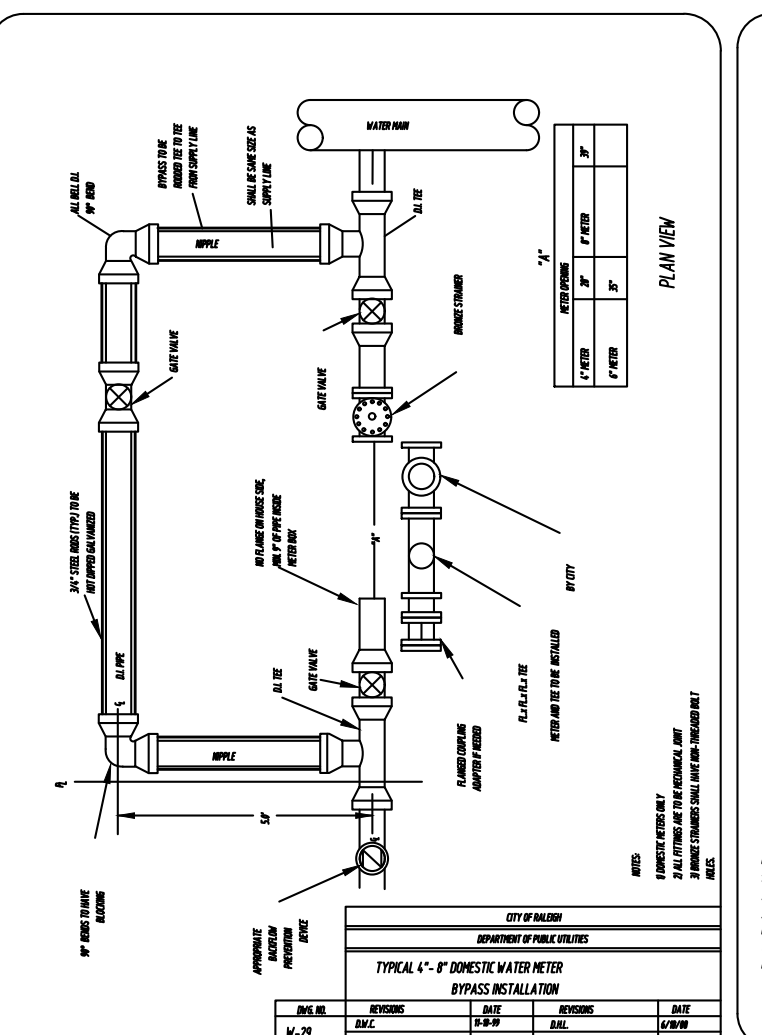 WATER MAIN
BYPASS TO BE
RODDED TEE TO TEE
FROM SUPPLY LINE
SHALL BE SAME SIZE AS
SUPPLY LINE
ALL BELL D.I.
90° BEND
NIPPLE
D.I. TEE
GATE VALVE
GATE VALVE
BRONZE STRAINER
"A"
METER OPENING
4" METER
20"
8" METER
39"
6" METER
35"
PLAN VIEW
3/4" STEEL RODS (TYP.) TO BE
HOT DIPPED GALVANIZED
NO FLANGE ON HOUSE SIDE,
MIN. 9" OF PIPE INSIDE
METER BOX
"A"
D.I. PIPE
D.I. TEE
GATE VALVE
BY CITY
FL.x FL.x FL.x TEE
METER AND TEE TO BE INSTALLED
FLANGED COUPLING
ADAPTER IF NEEDED
NIPPLE
5.0'
90° BENDS TO HAVE
BLOCKING
APPROPRIATE
BACKFLOW
PREVENTION
DEVICE
NOTES:
1) DOMESTIC METERS ONLY
2) ALL FITTINGS ARE TO BE MECHANICAL JOINT
3) BRONZE STRAINERS SHALL HAVE NON-THREADED BOLT
HOLES.
CITY OF RALEIGH
DEPARTMENT OF PUBLIC UTILITIES
TYPICAL 4"- 8" DOMESTIC WATER METER
BYPASS INSTALLATION
DWG. NO. REVISIONS DATE REVISIONS DATE
W-29 D.W.C. 11-18-99 D.H.L.